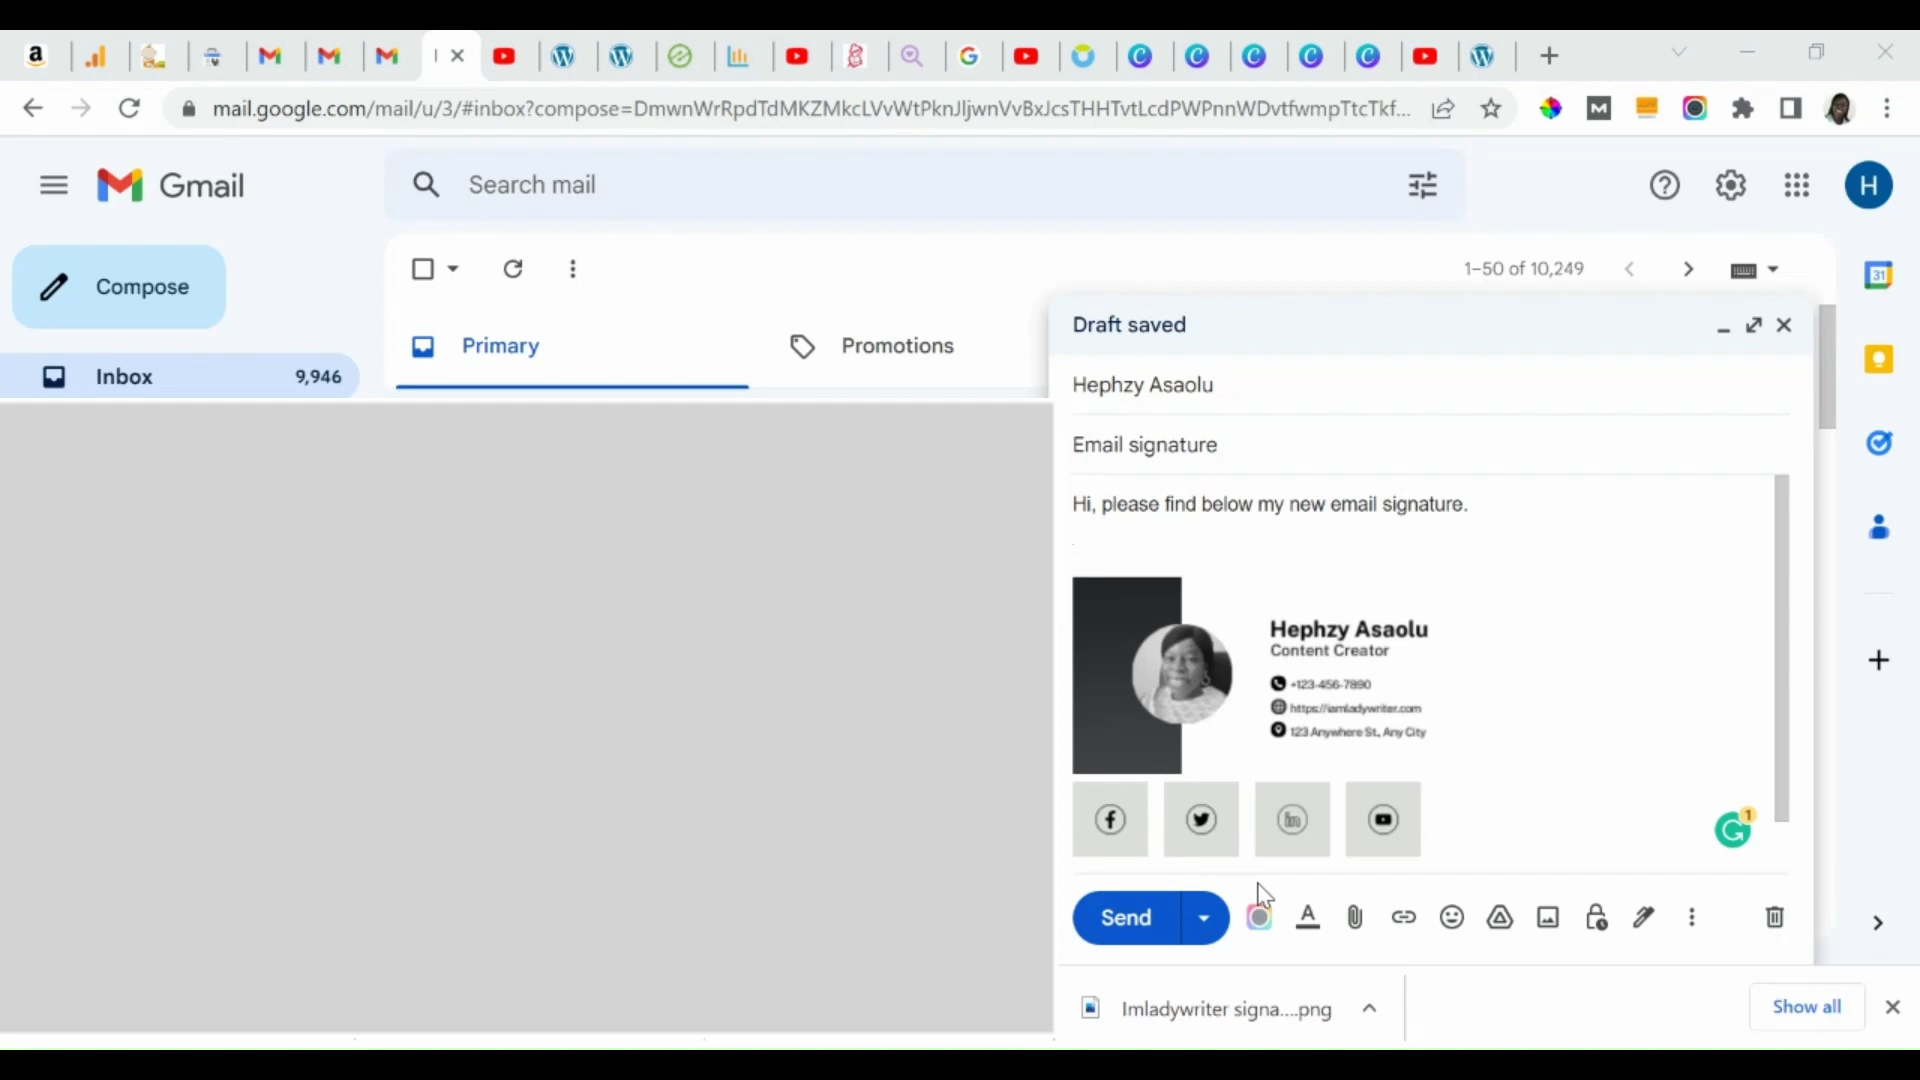 mail.google.com/mail/u/3/#inbox?compose=DmwnWrRpdTdMKZMkcLVvWtPknJljwnVvBxJcsTHHTvtLcdPWPnnWDvtfwmpTtcTkf...
Gmail
Search mail
H
Compose
1–50 of 10,249
Draft saved
Primary
Promotions
Inbox
9,946
Hephzy Asaolu
Email signature
Hi, please find below my new email signature.
Hephzy Asaolu
Content Creator
+123-456-7890
https://iamladywriter.com
123 Anywhere St., Any City
1
Send
Imladywriter signa....png
Show all
31